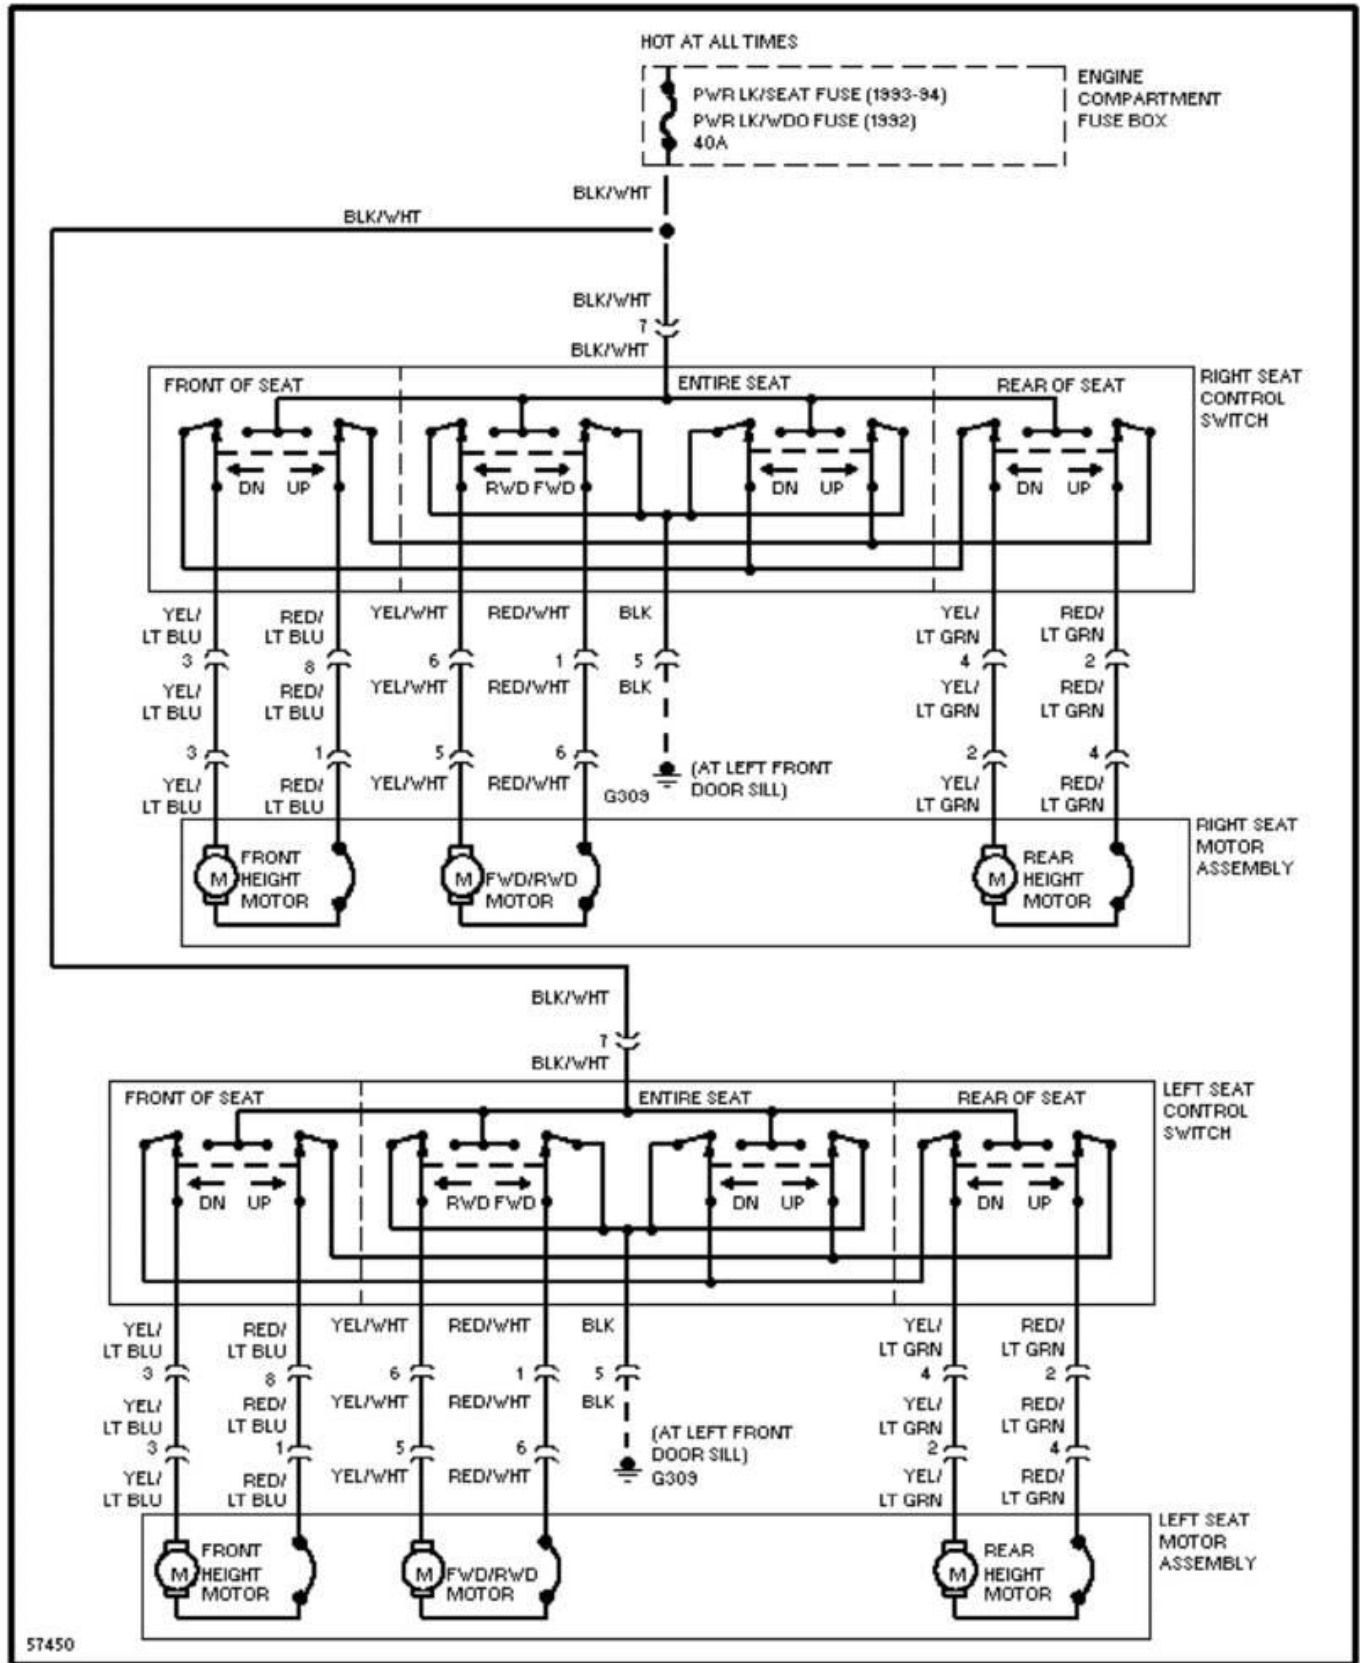 HOT AT ALL TIMES
PWR LK/SEAT FUSE (1993-94)
PWR LK/WDO FUSE (1992)
40A
ENGINE
COMPARTMENT
FUSE BOX
BLK/WHT
BLK/WHT
BLK/WHT
7
BLK/WHT
FRONT OF SEAT
ENTIRE SEAT
REAR OF SEAT
RIGHT SEAT
CONTROL
SWITCH
DN UP
RWD FWD
DN UP
DN UP
YEL/
LT BLU
RED/
LT BLU
YEL/WHT
RED/WHT
BLK
YEL/
LT GRN
RED/
LT GRN
3
8
6
1
5
4
2
YEL/
LT BLU
RED/
LT BLU
YEL/WHT
RED/WHT
BLK
YEL/
LT GRN
RED/
LT GRN
3
1
5
6
2
4
(AT LEFT FRONT
DOOR SILL)
G309
YEL/
LT BLU
RED/
LT BLU
YEL/WHT
RED/WHT
YEL/
LT GRN
RED/
LT GRN
RIGHT SEAT
MOTOR
ASSEMBLY
M
FRONT
HEIGHT
MOTOR
M
FWD/RWD
MOTOR
M
REAR
HEIGHT
MOTOR
BLK/WHT
7
BLK/WHT
FRONT OF SEAT
ENTIRE SEAT
REAR OF SEAT
LEFT SEAT
CONTROL
SWITCH
DN UP
RWD FWD
DN UP
DN UP
YEL/
LT BLU
RED/
LT BLU
YEL/WHT
RED/WHT
BLK
YEL/
LT GRN
RED/
LT GRN
3
8
6
1
5
4
2
YEL/
LT BLU
RED/
LT BLU
YEL/WHT
RED/WHT
BLK
YEL/
LT GRN
RED/
LT GRN
3
1
5
6
2
4
(AT LEFT FRONT
DOOR SILL)
G309
YEL/
LT BLU
RED/
LT BLU
YEL/WHT
RED/WHT
YEL/
LT GRN
RED/
LT GRN
LEFT SEAT
MOTOR
ASSEMBLY
M
FRONT
HEIGHT
MOTOR
M
FWD/RWD
MOTOR
M
REAR
HEIGHT
MOTOR
57450